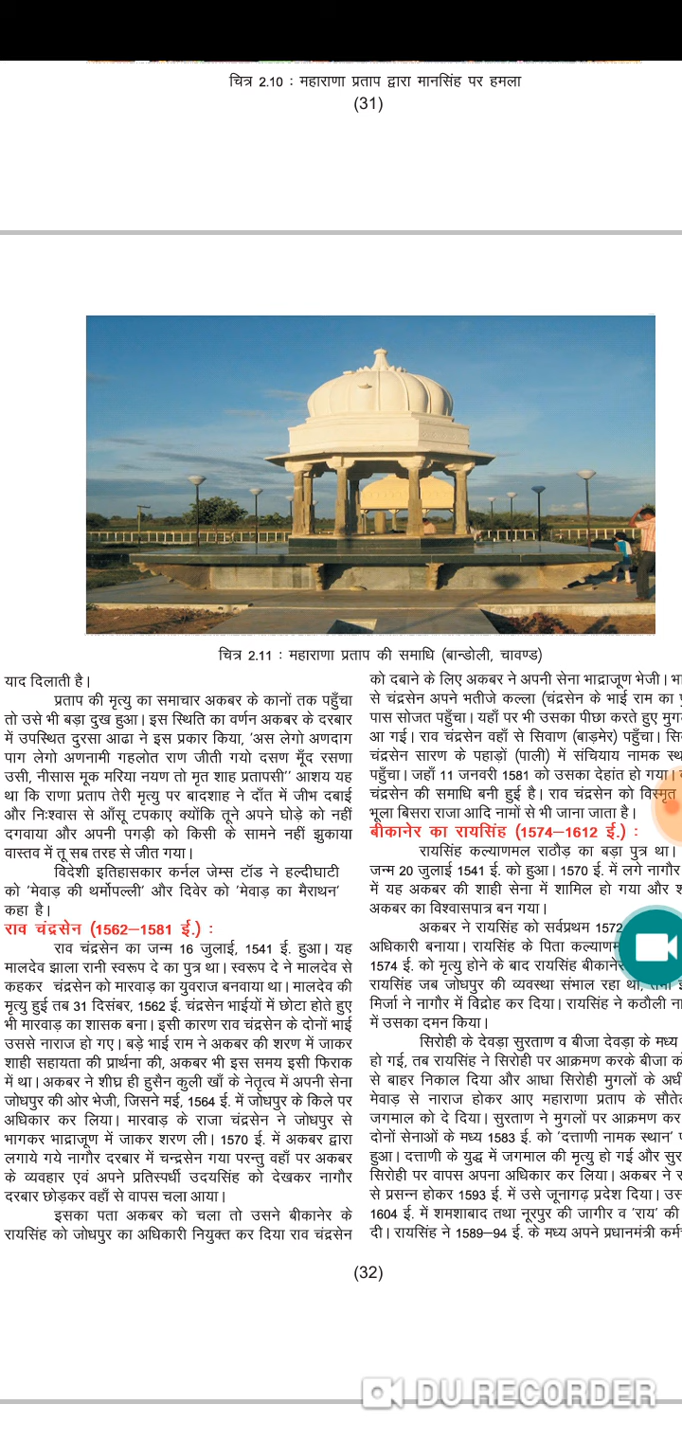 चित्र 2.10 : महाराणा प्रताप द्वारा मानसिंह पर हमला
(31)
चित्र 2.11 : महाराणा प्रताप की समाधि (बान्डोली, चावण्ड)
याद दिलाती है।
प्रताप की मृत्यु का समाचार अकबर के कानों तक पहुँचा
तो उसे भी बड़ा दुख हुआ। इस स्थिति का वर्णन अकबर के दरबार
में उपस्थित दुरसा आढा ने इस प्रकार किया, 'अस लेगो अणदाग
पाग लेगो अणनामी गहलोत राण जीती गयो दसण मूँद रसणा
उसी, नीसास मूक मरिया नयण तो मृत शाह प्रतापसी'' आशय यह
था कि राणा प्रताप तेरी मृत्यु पर बादशाह ने दाँत में जीभ दबाई
और निःश्वास से आँसू टपकाए क्योंकि तूने अपने घोड़े को नहीं
दगवाया और अपनी पगड़ी को किसी के सामने नहीं झुकाया
वास्तव में तू सब तरह से जीत गया।
विदेशी इतिहासकार कर्नल जेम्स टॉड ने हल्दीघाटी
को 'मेवाड़ की थर्मोपल्ली' और दिवेर को 'मेवाड़ का मैराथन'
कहा है।
राव चंद्रसेन (1562–1581 ई.) :
राव चंद्रसेन का जन्म 16 जुलाई, 1541 ई. हुआ। यह
मालदेव झाला रानी स्वरूप दे का पुत्र था। स्वरूप दे ने मालदेव से
कहकर चंद्रसेन को मारवाड़ का युवराज बनवाया था। मालदेव की
मृत्यु हुई तब 31 दिसंबर, 1562 ई. चंद्रसेन भाईयों में छोटा होते हुए
भी मारवाड़ का शासक बना। इसी कारण राव चंद्रसेन के दोनों भाई
उससे नाराज हो गए। बड़े भाई राम ने अकबर की शरण में जाकर
शाही सहायता की प्रार्थना की, अकबर भी इस समय इसी फिराक
में था। अकबर ने शीघ्र ही हुसैन कुली खाँ के नेतृत्व में अपनी सेना
जोधपुर की ओर भेजी, जिसने मई, 1564 ई. में जोधपुर के किले पर
अधिकार कर लिया। मारवाड़ के राजा चंद्रसेन ने जोधपुर से
भागकर भाद्राजूण में जाकर शरण ली। 1570 ई. में अकबर द्वारा
लगाये गये नागौर दरबार में चन्द्रसेन गया परन्तु वहाँ पर अकबर
के व्यवहार एवं अपने प्रतिस्पर्धी उदयसिंह को देखकर नागौर
दरबार छोड़कर वहाँ से वापस चला आया।
इसका पता अकबर को चला तो उसने बीकानेर के
रायसिंह को जोधपुर का अधिकारी नियुक्त कर दिया राव चंद्रसेन
को दबाने के लिए अकबर ने अपनी सेना भाद्राजूण भेजी। भा
से चंद्रसेन अपने भतीजे कल्ला (चंद्रसेन के भाई राम का
पास सोजत पहुँचा। यहाँ पर भी उसका पीछा करते हुए मुग
आ गई। राव चंद्रसेन वहाँ से सिवाण (बाड़मेर) पहुँचा। सि
चंद्रसेन सारण के पहाड़ों (पाली) में संचियाय नामक स्थ
पहुँचा। जहाँ 11 जनवरी 1581 को उसका देहांत हो गया।
चंद्रसेन की समाधि बनी हुई है। राव चंद्रसेन को विस्मृत
भूला बिसरा राजा आदि नामों से भी जाना जाता है।
बीकानेर का रायसिंह (1574–1612 ई.) :
रायसिंह कल्याणमल राठौड़ का बड़ा पुत्र था।
जन्म 20 जुलाई 1541 ई. को हुआ। 1570 ई. में लगे नागौर
में यह अकबर की शाही सेना में शामिल हो गया और श
अकबर का विश्वासपात्र बन गया।
अकबर ने रायसिंह को सर्वप्रथम 1572
अधिकारी बनाया। रायसिंह के पिता कल्याणम
1574 ई. को मृत्यु होने के बाद रायसिंह बीकानेर
रायसिंह जब जोधपुर की व्यवस्था संभाल रहा था,
मिर्जा ने नागौर में विद्रोह कर दिया। रायसिंह ने कठौली ना
में उसका दमन किया।
सिरोही के देवड़ा सुरताण व बीजा देवड़ा के मध्य
हो गई, तब रायसिंह ने सिरोही पर आक्रमण करके बीजा को
से बाहर निकाल दिया और आधा सिरोही मुगलों के अधी
मेवाड़ से नाराज होकर आए महाराणा प्रताप के सौते
जगमाल को दे दिया। सुरताण ने मुगलों पर आक्रमण कर
दोनों सेनाओं के मध्य 1583 ई. को 'दत्ताणी नामक स्थान' प
हुआ। दत्ताणी के युद्ध में जगमाल की मृत्यु हो गई और सुर
सिरोही पर वापस अपना अधिकार कर लिया। अकबर ने र
से प्रसन्न होकर 1593 ई. में उसे जूनागढ़ प्रदेश दिया। उस
1604 ई. में शमशाबाद तथा नूरपुर की जागीर व 'राय' की
दी। रायसिंह ने 1589–94 ई. के मध्य अपने प्रधानमंत्री कर्म
(32)
DU RECORDER